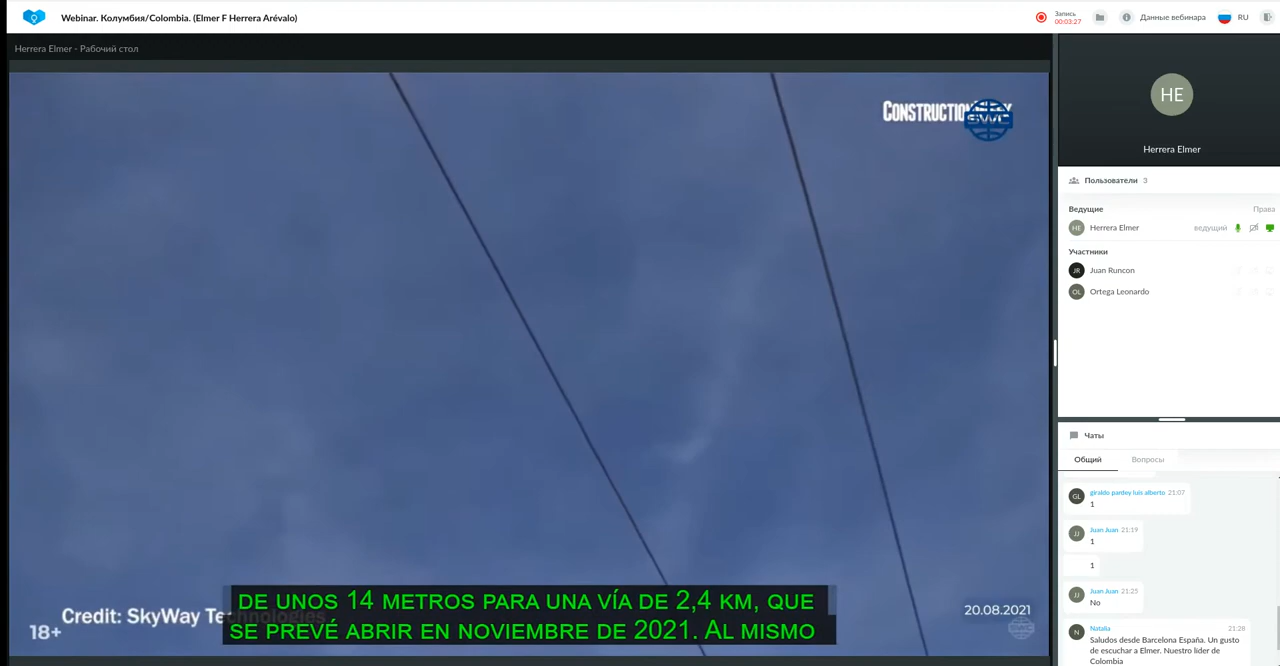 Webinar. Колумбия/Colombia. (Elmer F Herrera Arévalo)
Запись
00:03:27
Данные вебинара
RU
Herrera Elmer - Рабочий стол
SWC
20.08.2021
Credit: SkyWay
18+
DE UNOS 14 METROS PARA UNA VÍA DE 2,4 KM, QUE
SE PREVÉ ABRIR EN NOVIEMBRE DE 2021. AL MISMO
HE
Herrera Elmer
Пользователи 3
Ведущие Права
HE Herrera Elmer ведущий
Участники
JR Juan Runcon
OL Ortega Leonardo
Чаты
Общий Вопросы
GL giraldo pardey luis alberto 21:07
1
JJ Juan Juan 21:19
1
1
JJ Juan Juan 21:25
No
N Natalia 21:28
Saludos desde Barcelona España. Un gusto
de escuchar a Elmer. Nuestro líder de
Colombia